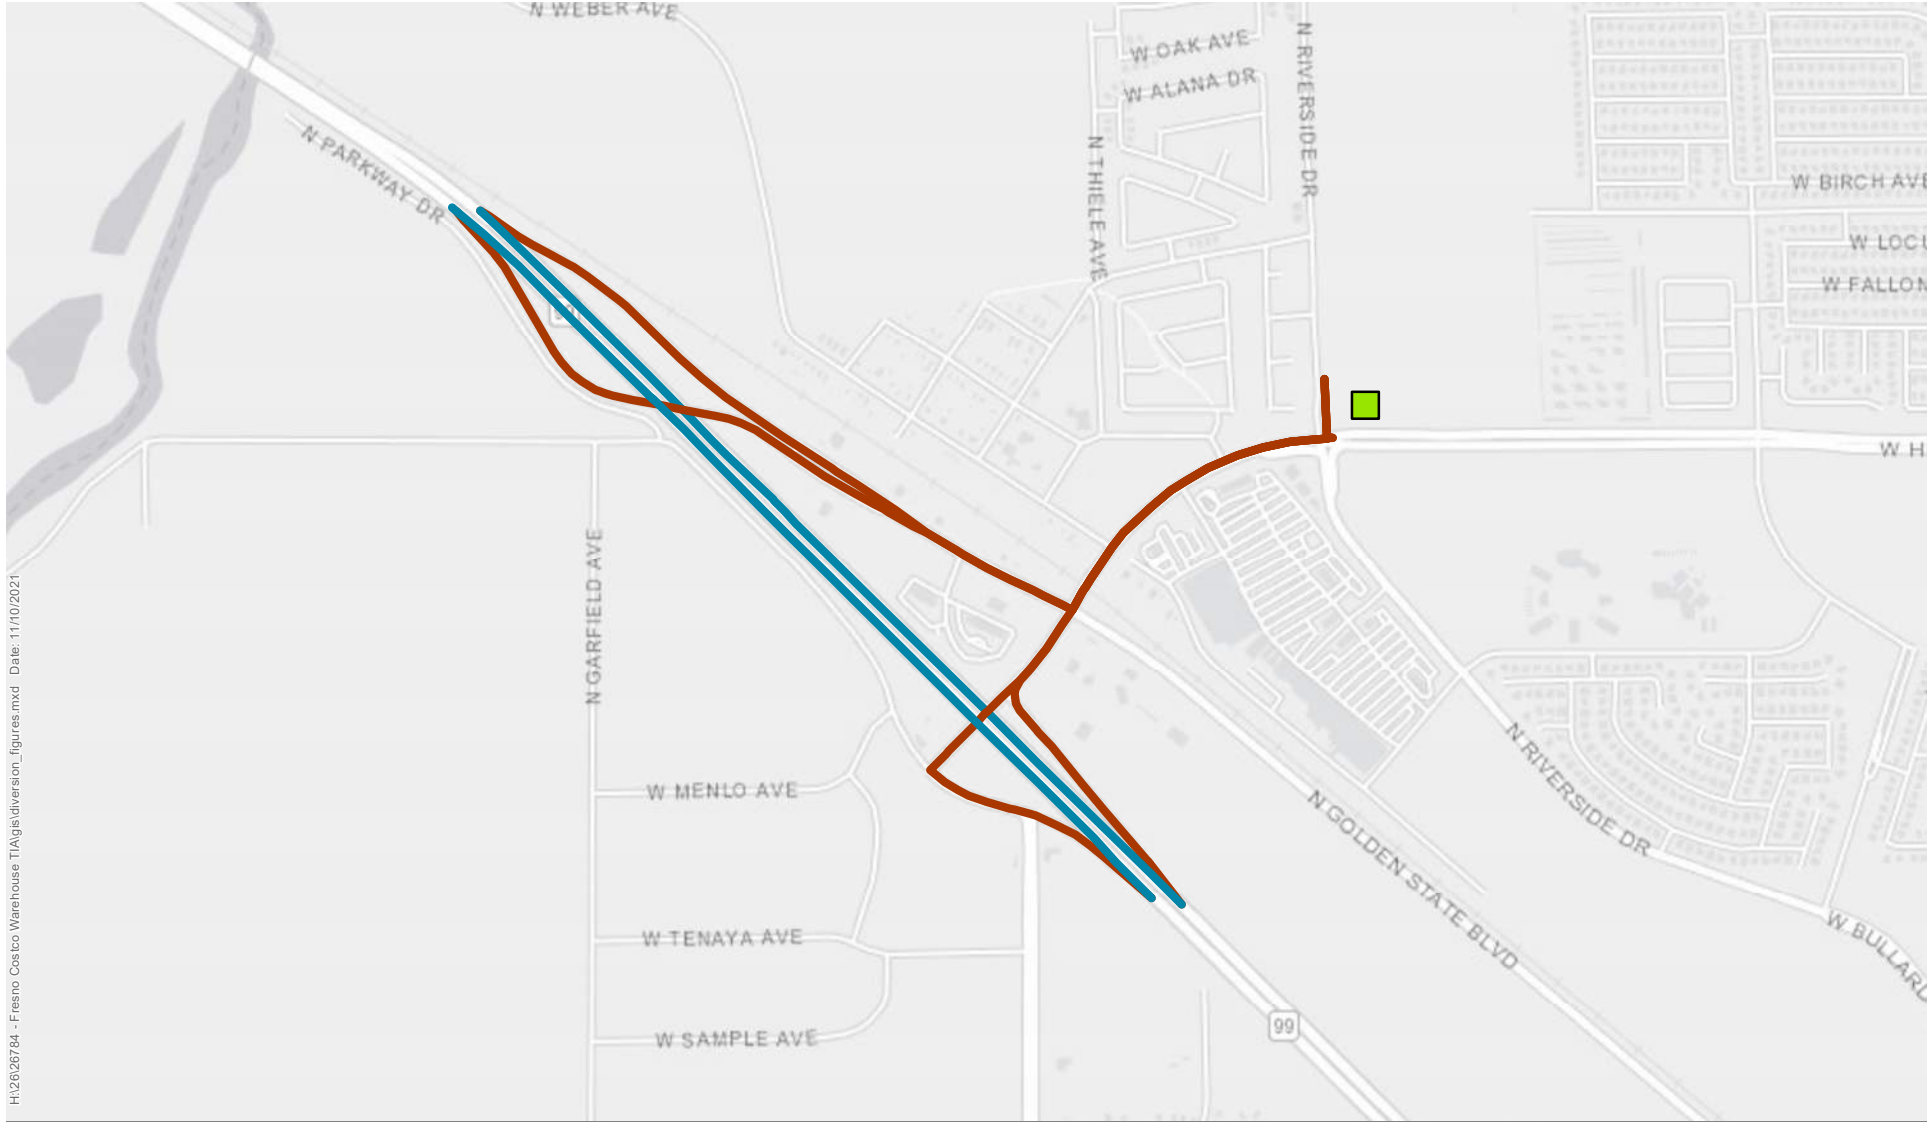 N WEBER AVE
W OAK AVE
W ALANA DR
N RIVERSIDE DR
N THIELE AVE
N PARKWAY DR
W BIRCH AVE
W LOCU
W FALLON
99
W H
N GARFIELD AVE
W MENLO AVE
W TENAYA AVE
W SAMPLE AVE
N RIVERSIDE DR
N GOLDEN STATE BLVD
W BULLARD
99
H:\26\26784 - Fresno Costco Warehouse TIA\gis\diversion_figures.mxd Date: 11/10/2021